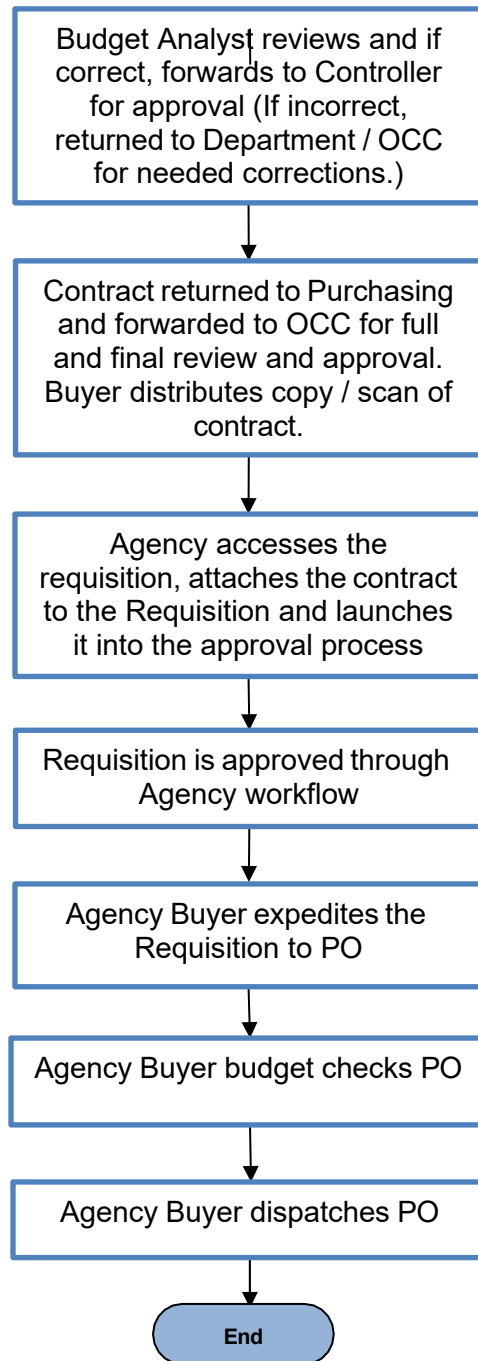 Budget Analyst reviews and if
correct, forwards to Controller
for approval (If incorrect,
returned to Department / OCC
for needed corrections.)
Contract returned to Purchasing
and forwarded to OCC for full
and final review and approval.
Buyer distributes copy / scan of
contract.
Agency accesses the
requisition, attaches the contract
to the Requisition and launches
it into the approval process
Requisition is approved through
Agency workflow
Agency Buyer expedites the
Requisition to PO
Agency Buyer budget checks PO
Agency Buyer dispatches PO
End